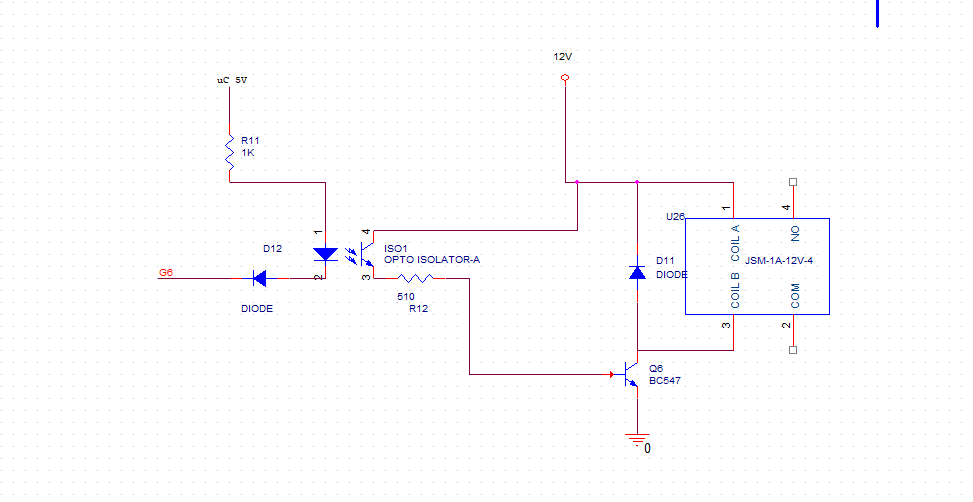 12V
uC 5V
R11
1K
1
4
U26
COIL A
NO
D12
ISO1
OPTO ISOLATOR-A
D11
DIODE
JSM-1A-12V-4
G6
2
3
COIL B
COM
DIODE
510
R12
3
2
1
4
Q6
BC547
0